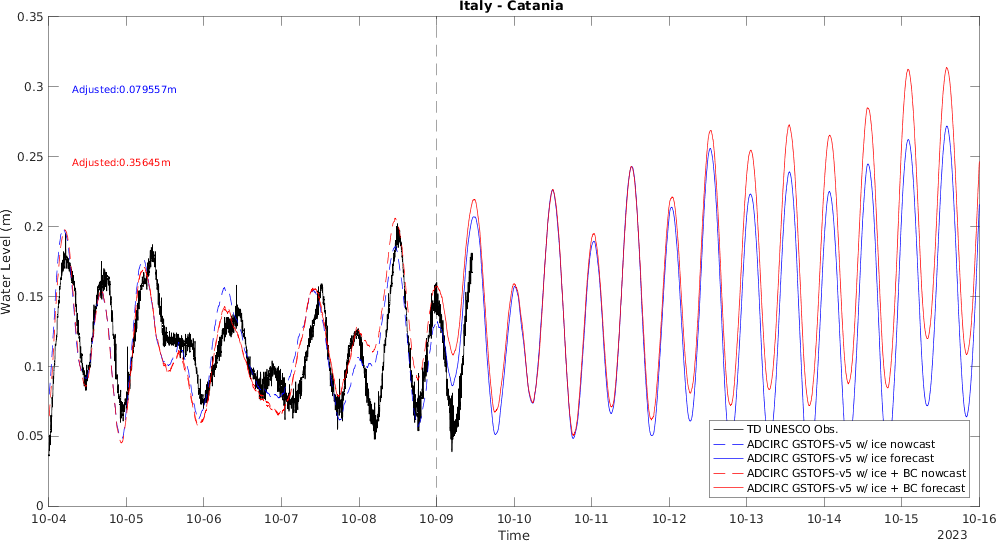 Italy - Catania
0.35
0.3
0.25
0.2
0.15
0.1
0.05
0
Water Level (m)
Adjusted:0.079557m
Adjusted:0.35645m
TD UNESCO Obs.
ADCIRC GSTOFS-v5 w/ ice nowcast
ADCIRC GSTOFS-v5 w/ ice forecast
ADCIRC GSTOFS-v5 w/ ice + BC nowcast
ADCIRC GSTOFS-v5 w/ ice + BC forecast
10-04 10-05 10-06 10-07 10-08 10-09 10-10 10-11 10-12 10-13 10-14 10-15 10-16
Time
2023